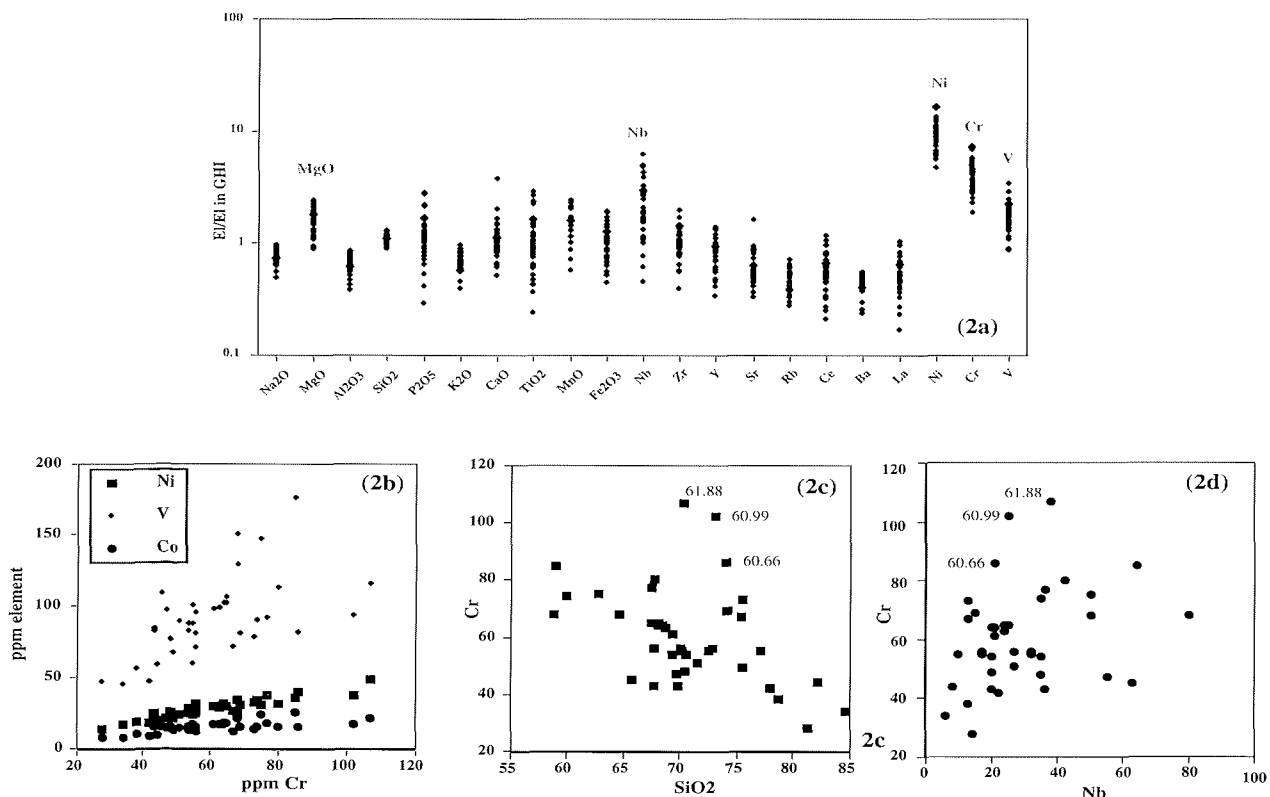 100
10
1
0.1
El/El in GHI
MgO
Nb
Ni
Cr
V
(2a)
Na2O
MgO
Al2O3
SiO2
P2O5
K2O
CaO
TiO2
MnO
Fe2O3
Nb
Zr
Y
Sr
Rb
Ce
Ba
La
Ni
Cr
V
200
150
100
50
0
ppm element
Ni
V
Co
(2b)
20
40
60
80
100
120
ppm Cr
120
100
80
60
40
20
Cr
61.88
60.99
60.66
(2c)
55
60
65
70
75
80
85
SiO2
2c
120
100
80
60
40
20
Cr
61.88
60.99
60.66
(2d)
0
20
40
60
80
100
Nb